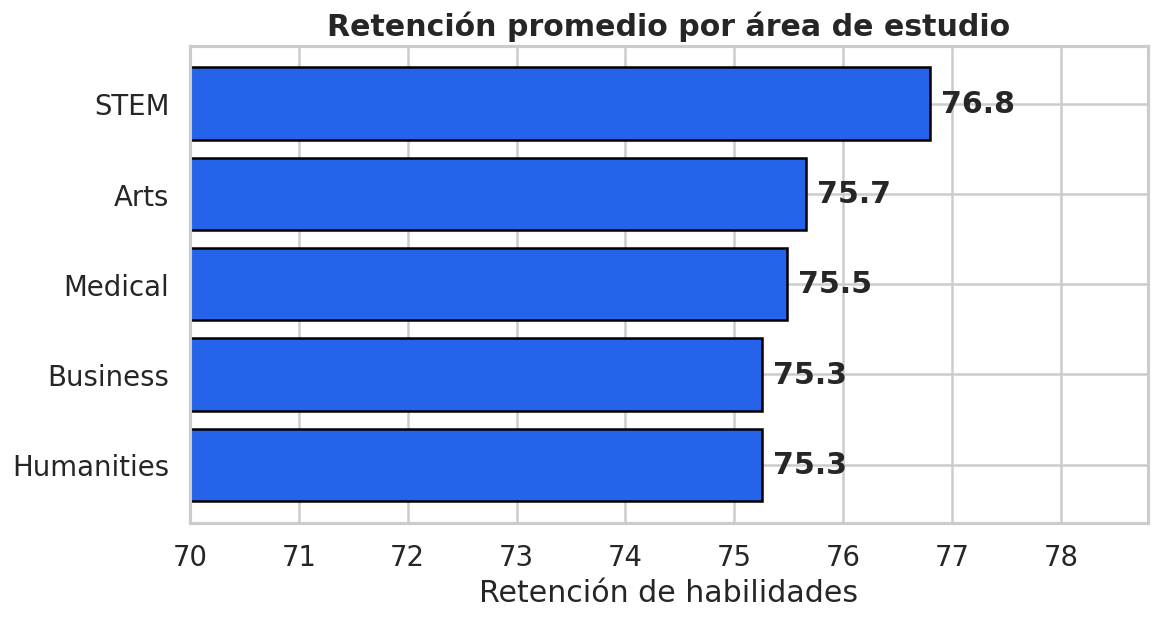 Retención promedio por área de estudio
STEM
76.8
Arts
75.7
Medical
75.5
Business
75.3
Humanities
75.3
70 71 72 73 74 75 76 77 78
Retención de habilidades